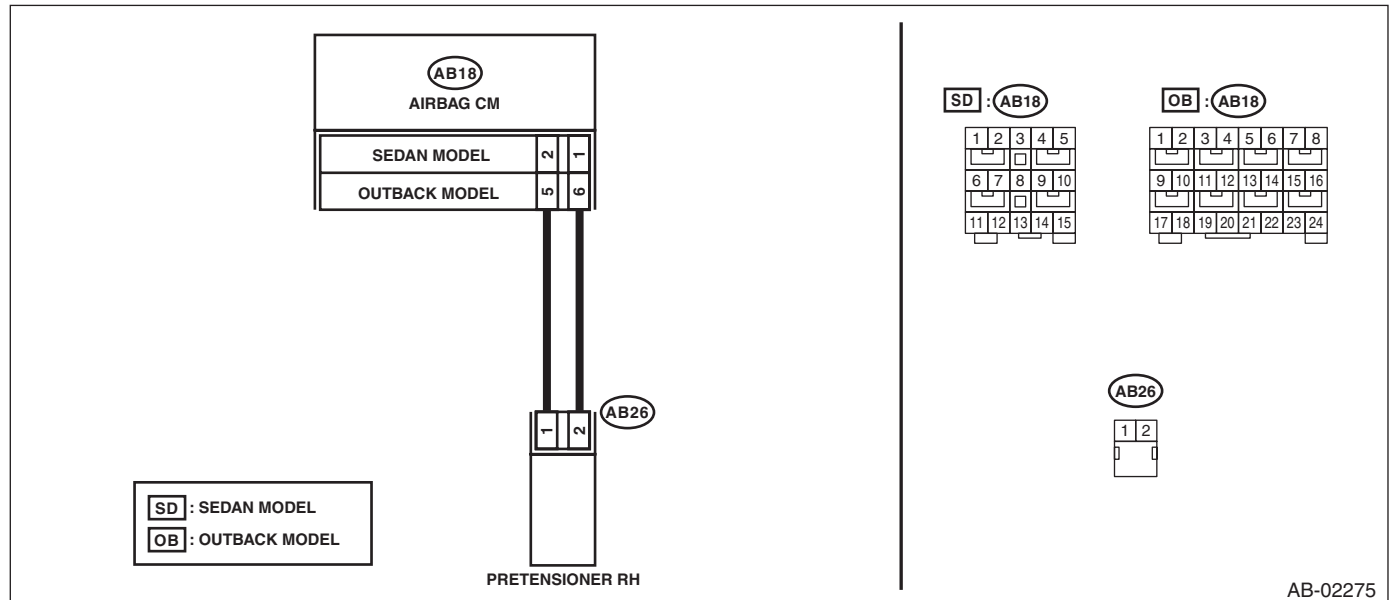 AB18
AIRBAG CM
SEDAN MODEL 2 1
OUTBACK MODEL 5 6
AB26
1 2
PRETENSIONER RH
SD : SEDAN MODEL
OB : OUTBACK MODEL
SD : AB18
1 2 3 4 5
6 7 8 9 10
11 12 13 14 15
OB : AB18
1 2 3 4 5 6 7 8
9 10 11 12 13 14 15 16
17 18 19 20 21 22 23 24
AB26
1 2
AB-02275